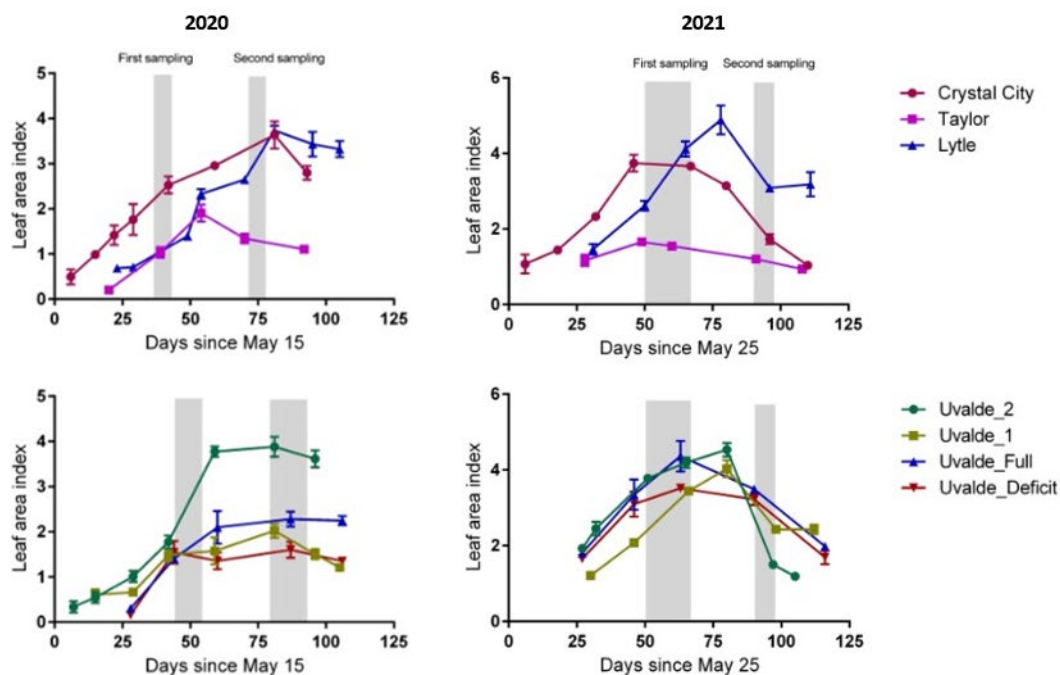 2020
2021
First sampling
Second sampling
5
4
3
2
1
0
Leaf area index
0
25
50
75
100
125
Days since May 15
First sampling
Second sampling
6
4
2
0
Leaf area index
0
25
50
75
100
125
Days since May 25
Crystal City
Taylor
Lytle
5
4
3
2
1
0
Leaf area index
0
25
50
75
100
125
Days since May 15
6
4
2
0
Leaf area index
0
25
50
75
100
125
Days since May 25
Uvalde_2
Uvalde_1
Uvalde_Full
Uvalde_Deficit